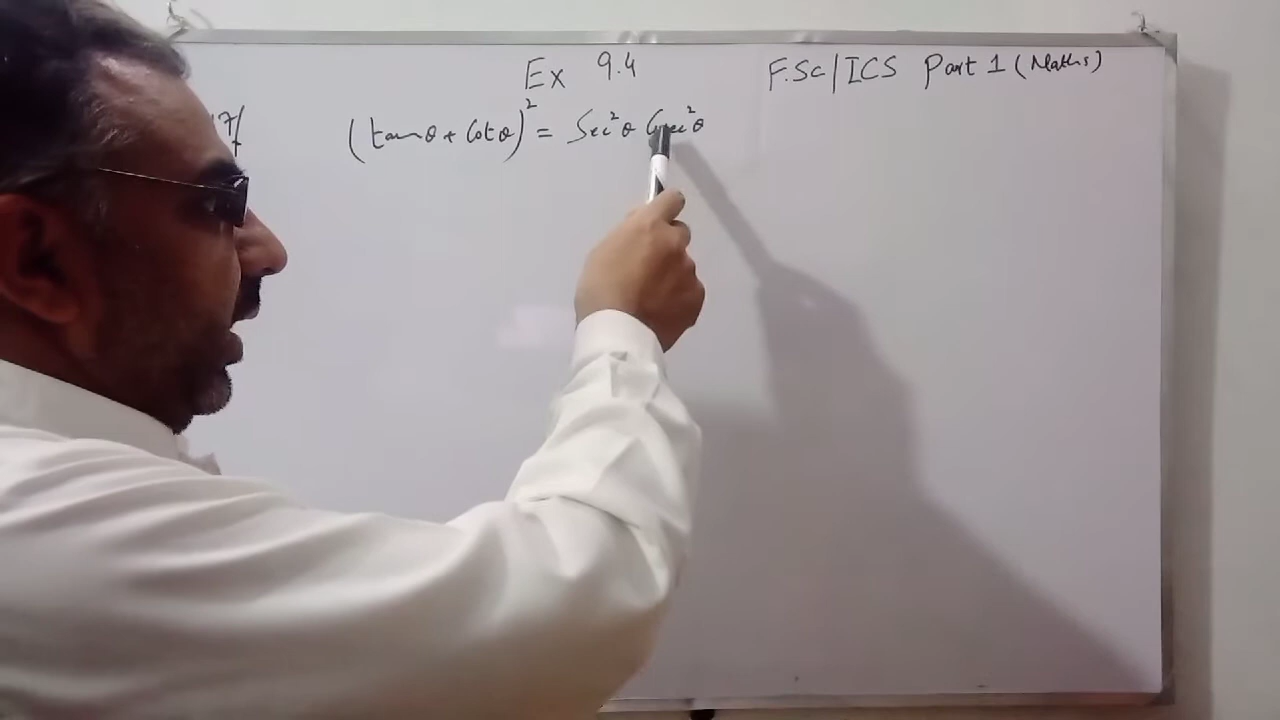 Ex 9.4
F.Sc/ICS Part 1 (Maths)
(tanθ + Cotθ)² = Sec²θ Cosec²θ